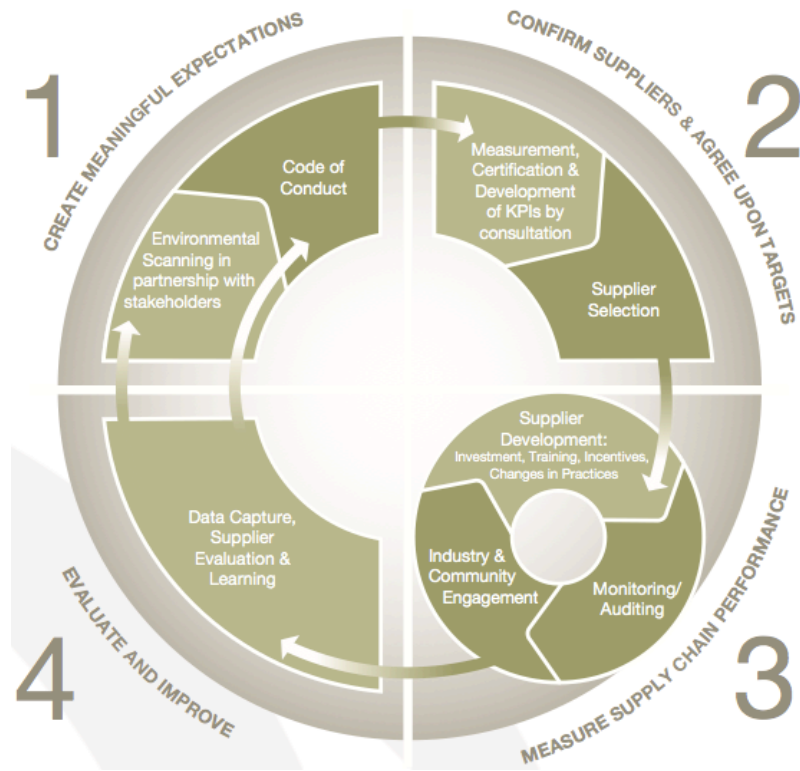 1
CREATE MEANINGFUL EXPECTATIONS
Code of
Conduct
Environmental
Scanning in
partnership with
stakeholders
2
CONFIRM SUPPLIERS & AGREE UPON TARGETS
Measurement,
Certification &
Development
of KPIs by
consultation
Supplier
Selection
3
MEASURE SUPPLY CHAIN PERFORMANCE
Supplier
Development:
Investment, Training, Incentives,
Changes in Practices
Monitoring/
Auditing
Industry &
Community
Engagement
4
EVALUATE AND IMPROVE
Data Capture,
Supplier
Evaluation &
Learning